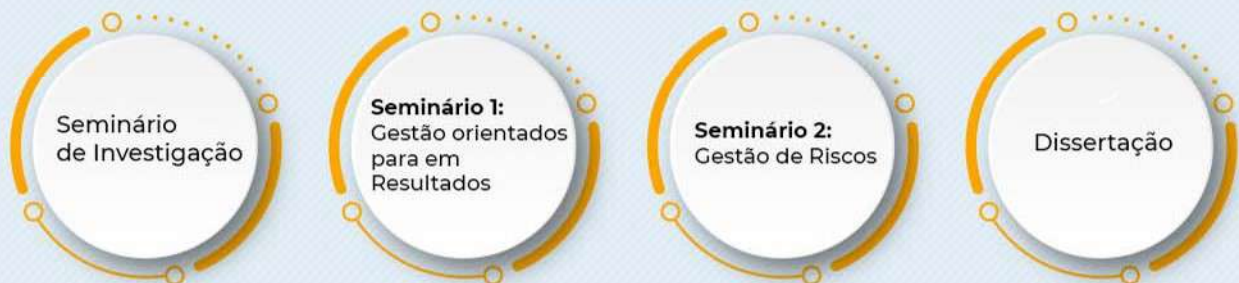 Seminário
de Investigação
Seminário 1:
Gestão orientados
para em
Resultados
Seminário 2:
Gestão de Riscos
Dissertação